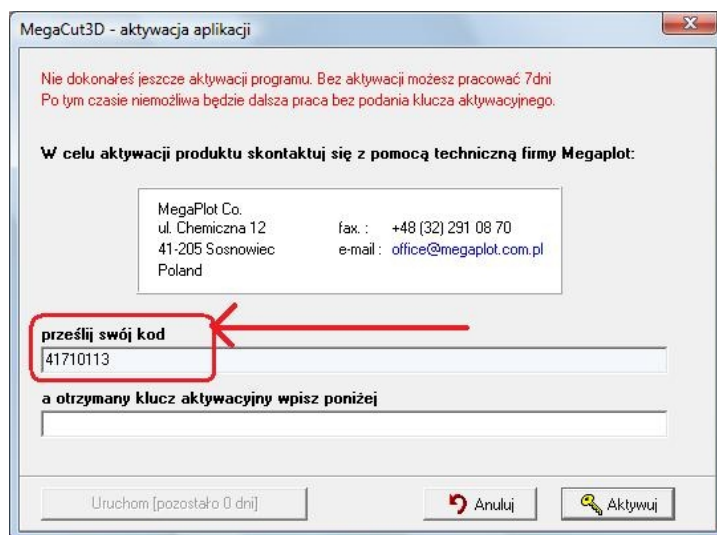 MegaCut3D - aktywacja aplikacji
Nie dokonałeś jeszcze aktywacji programu. Bez aktywacji możesz pracować 7dni
Po tym czasie niemożliwa będzie dalsza praca bez podania klucza aktywacyjnego.
W celu aktywacji produktu skontaktuj się z pomocą techniczną firmy Megaplot:
MegaPlot Co.
ul. Chemiczna 12 fax. : +48 (32) 291 08 70
41-205 Sosnowiec e-mail : office@megaplot.com.pl
Poland
prześlij swój kod
41710113
a otrzymany klucz aktywacyjny wpisz poniżej
Uruchom [pozostało 0 dni] Anuluj Aktywuj